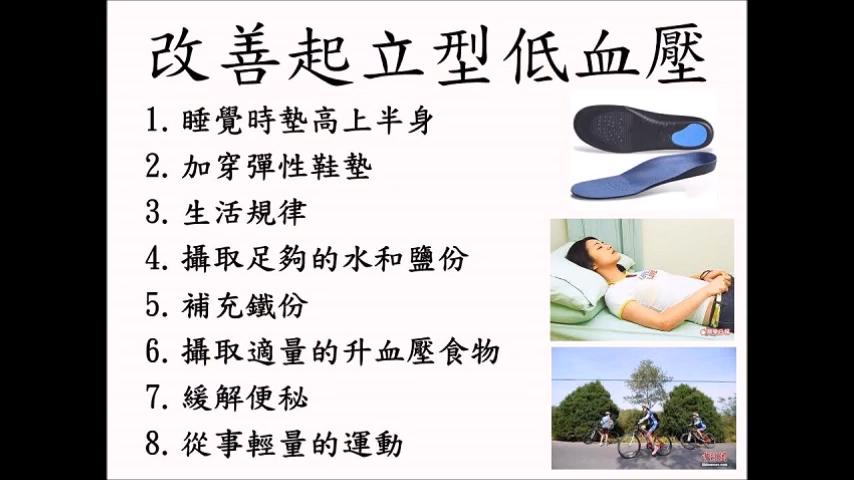 改善起立型低血壓
1. 睡覺時墊高上半身
2. 加穿彈性鞋墊
3. 生活規律
4. 攝取足夠的水和鹽份
5. 補充鐵份
6. 攝取適量的升血壓食物
7. 緩解便秘
8. 從事輕量的運動